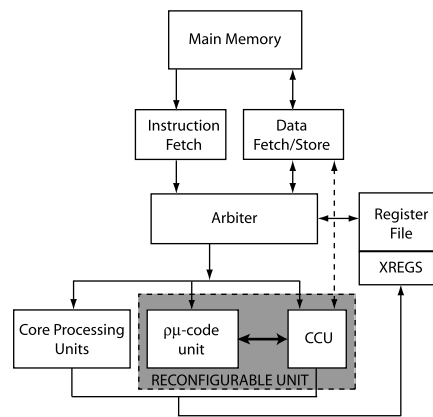 Main Memory
Instruction
Fetch
Data
Fetch/Store
Arbiter
Register
File
XREGS
Core Processing
Units
ρμ-code
unit
CCU
RECONFIGURABLE UNIT